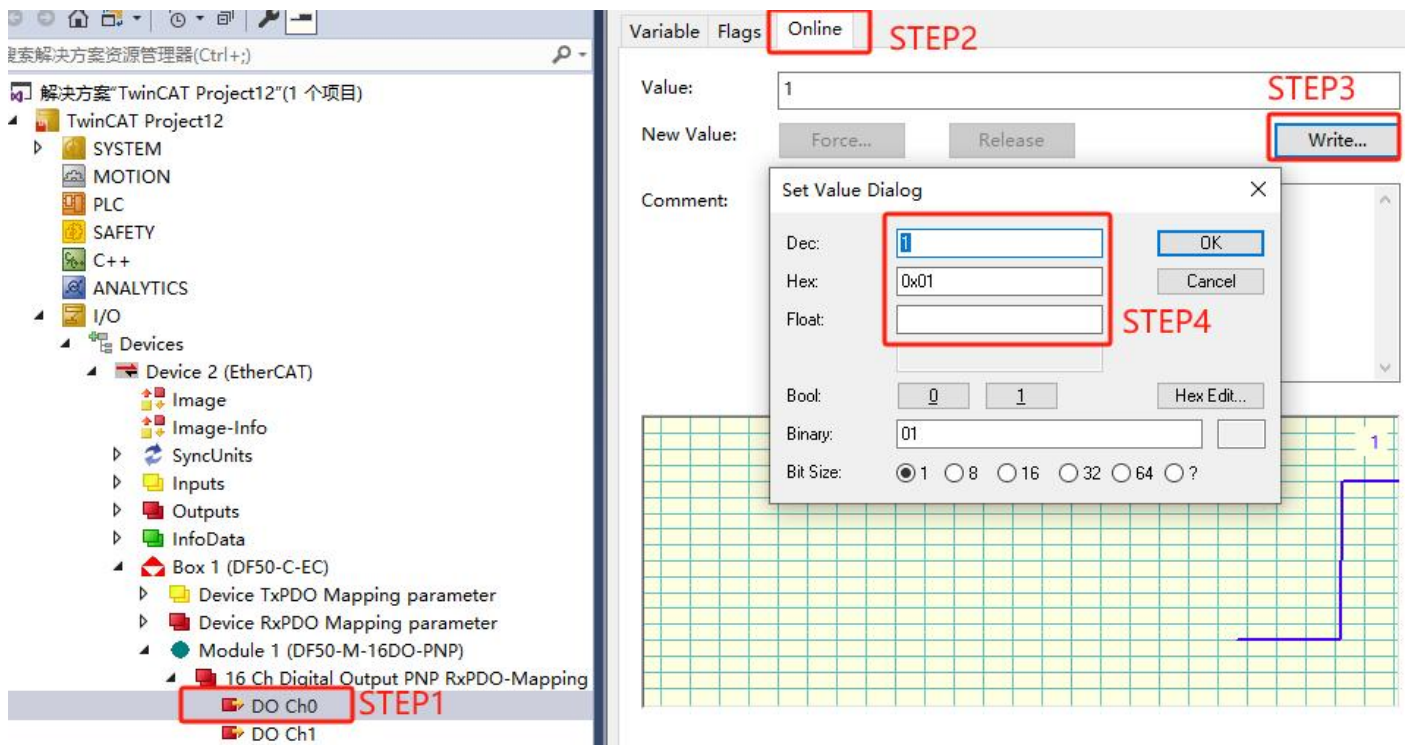 搜索解决方案资源管理器(Ctrl+;)
解决方案"TwinCAT Project12"(1 个项目)
TwinCAT Project12
SYSTEM
MOTION
PLC
SAFETY
C++
ANALYTICS
I/O
Devices
Device 2 (EtherCAT)
Image
Image-Info
SyncUnits
Inputs
Outputs
InfoData
Box 1 (DF50-C-EC)
Device TxPDO Mapping parameter
Device RxPDO Mapping parameter
Module 1 (DF50-M-16DO-PNP)
16 Ch Digital Output PNP RxPDO-Mapping
DO Ch0 STEP1
DO Ch1
Variable Flags Online STEP2
Value: 1 STEP3
New Value: Force... Release Write...
Comment:
Set Value Dialog
Dec: 1 OK
Hex: 0x01 Cancel
Float: STEP4
Bool: 0 1 Hex Edit...
Binary: 01
Bit Size: 1 8 16 32 64 ?
1